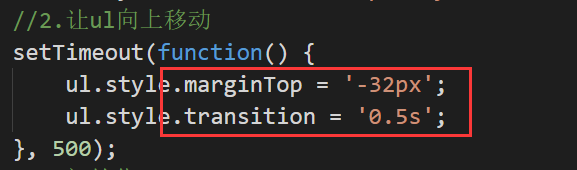 //2.让ul向上移动
setTimeout(function() {
    ul.style.marginTop = '-32px';
    ul.style.transition = '0.5s';
}, 500);